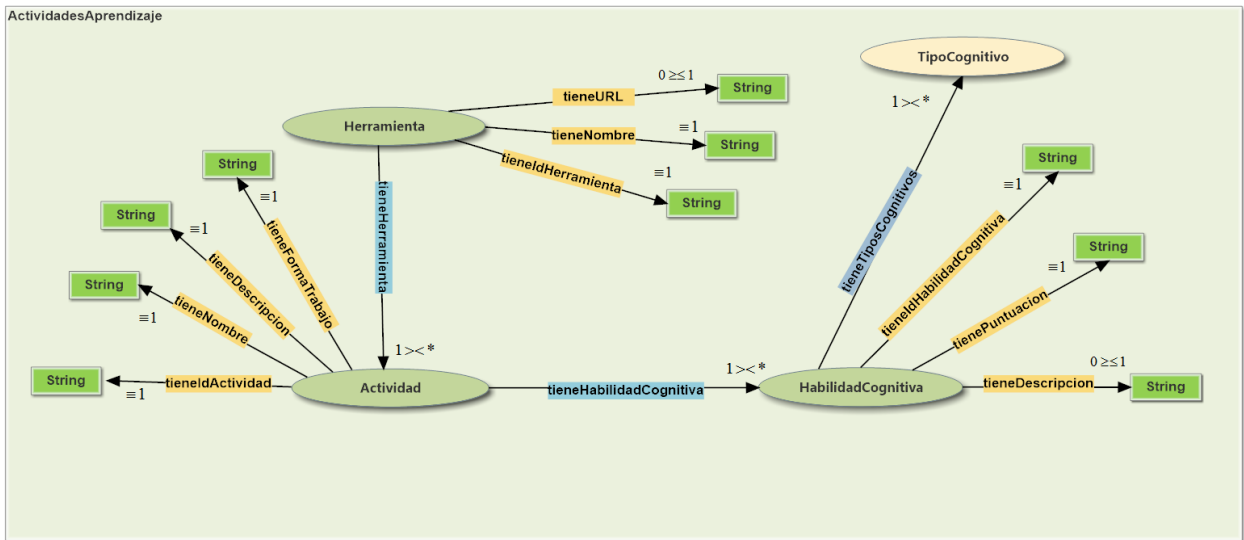 ActividadesAprendizaje
TipoCognitivo
0 ≥≤ 1
String
tieneURL
1 >< *
Herramienta
tieneNombre
≡1
String
String
String
tieneIdHerramienta
≡1
≡1
≡1
String
tieneHerramienta
tieneTiposCognitivos
String
≡1
tieneFormaTrabajo
tieneIdHabilidadCognitiva
String
≡1
String
tieneDescripcion
tieneNombre
tienePuntuacion
≡1
1 >< *
1 >< *
0 ≥≤ 1
String
≡1
tieneIdActividad
Actividad
tieneHabilidadCognitiva
HabilidadCognitiva
tieneDescripcion
String